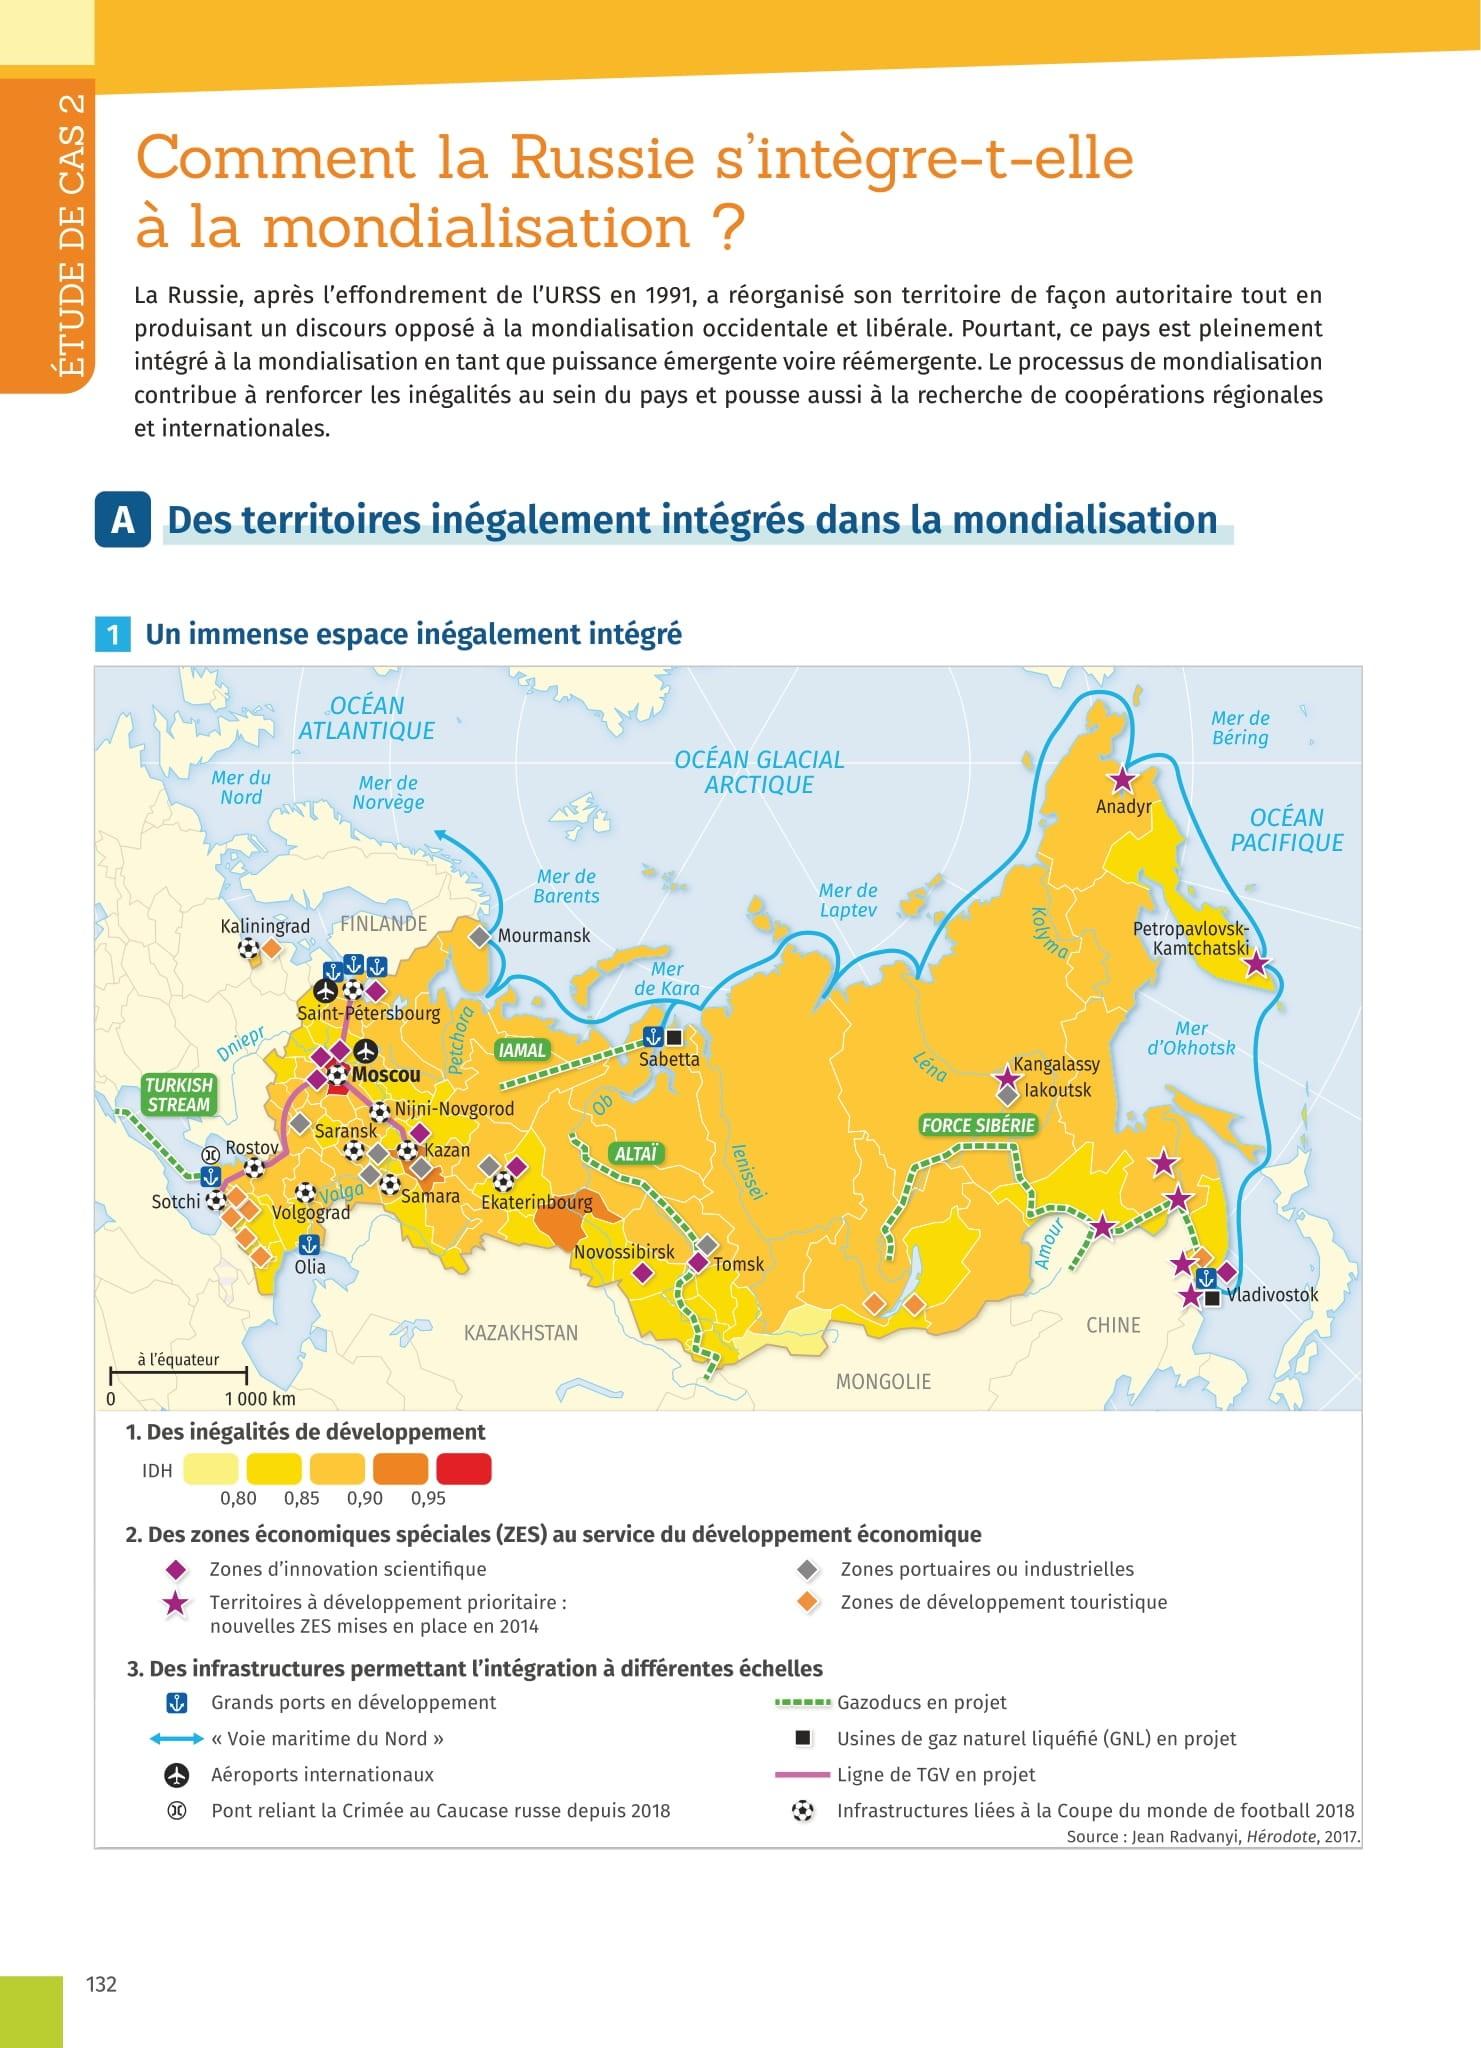 ÉTUDE DE CAS 2
Comment la Russie s'intègre-t-elle
à la mondialisation ?
La Russie, après l'effondrement de l'URSS en 1991, a réorganisé son territoire de façon autoritaire tout en
produisant un discours opposé à la mondialisation occidentale et libérale. Pourtant, ce pays est pleinement
intégré à la mondialisation en tant que puissance émergente voire réémergente. Le processus de mondialisation
contribue à renforcer les inégalités au sein du pays et pousse aussi à la recherche de coopérations régionales
et internationales.
A Des territoires inégalement intégrés dans la mondialisation
1 Un immense espace inégalement intégré
OCÉAN
ATLANTIQUE
Mer du
Nord
Mer de
Norvège
OCÉAN GLACIAL
ARCTIQUE
Mer de
Béring
OCÉAN
PACIFIQUE
Anadyr
Mer de
Barents
Mer de
Laptev
Kolyma
Petropavlovsk-
Kamtchatski
Kaliningrad
FINLANDE
Mourmansk
Mer
de Kara
Saint-Pétersbourg
Dniepr
Petchora
IAMAL
Sabetta
Mer
d'Okhotsk
Léna
Kangalassy
Iakoutsk
TURKISH
STREAM
Moscou
Ob
Nijni-Novgorod
Saransk
FORCE SIBÉRIE
Rostov
Kazan
ALTAÏ
Ienisseï
Sotchi
Volga
Samara
Volgograd
Ekaterinbourg
Amour
Novossibirsk
Tomsk
Olia
Vladivostok
KAZAKHSTAN
CHINE
MONGOLIE
à l'équateur
0 1 000 km
1. Des inégalités de développement
IDH
0,80 0,85 0,90 0,95
2. Des zones économiques spéciales (ZES) au service du développement économique
Zones d'innovation scientifique
Territoires à développement prioritaire :
nouvelles ZES mises en place en 2014
Zones portuaires ou industrielles
Zones de développement touristique
3. Des infrastructures permettant l'intégration à différentes échelles
Grands ports en développement
« Voie maritime du Nord »
Aéroports internationaux
Pont reliant la Crimée au Caucase russe depuis 2018
Gazoducs en projet
Usines de gaz naturel liquéfié (GNL) en projet
Ligne de TGV en projet
Infrastructures liées à la Coupe du monde de football 2018
Source : Jean Radvanyi, Hérodote, 2017.
132